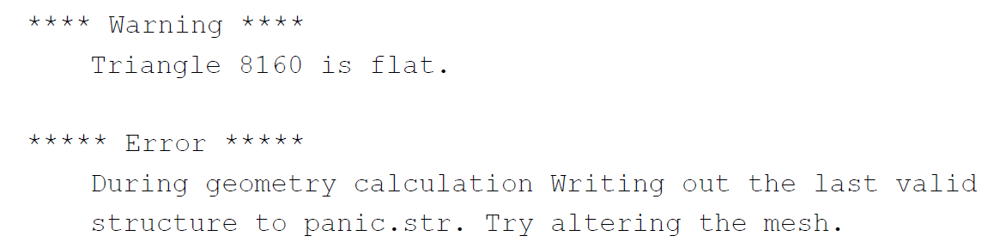 **** Warning ****
Triangle 8160 is flat.
***** Error *****
During geometry calculation Writing out the last valid
structure to panic.str. Try altering the mesh.